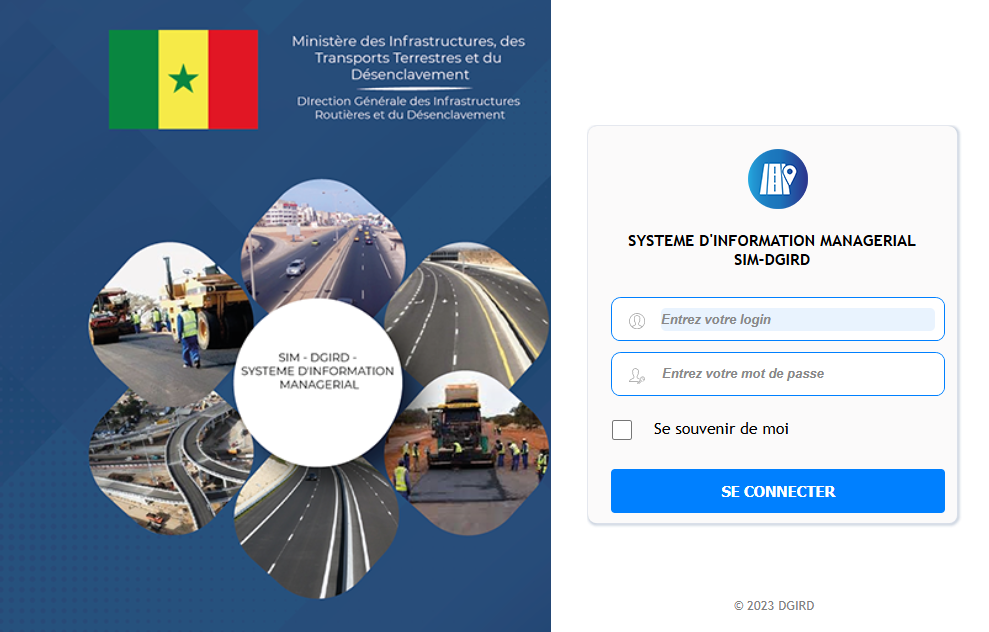 Ministère des Infrastructures, des
Transports Terrestres et du
Désenclavement
DIrection Générale des Infrastructures
Routières et du Désenclavement
SIM - DGIRD -
SYSTEME D'INFORMATION
MANAGERIAL
SYSTEME D'INFORMATION MANAGERIAL
SIM-DGIRD
Entrez votre login
Entrez votre mot de passe
Se souvenir de moi
SE CONNECTER
© 2023 DGIRD